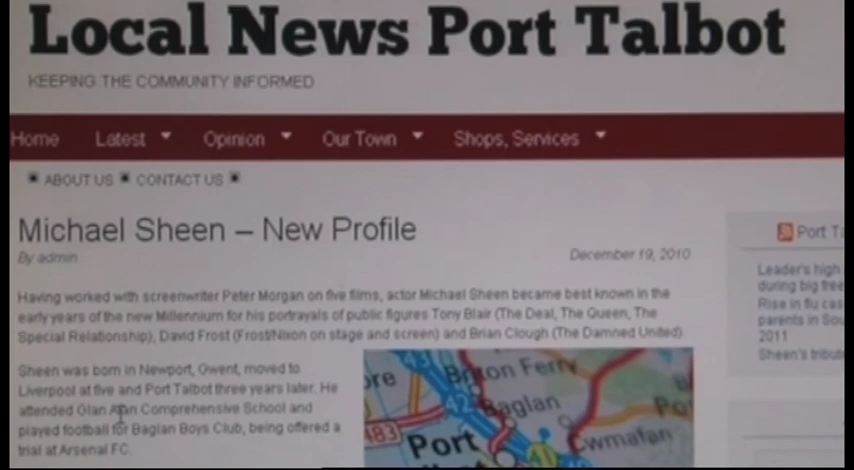 Local News Port Talbot
KEEPING THE COMMUNITY INFORMED
Home Latest Opinion Our Town Shops, Services
ABOUT US CONTACT US
Michael Sheen – New Profile
By admin December 19, 2010
Port Ta
Having worked with screenwriter Peter Morgan on five films, actor Michael Sheen became best known in the
early years of the new Millennium for his portrayals of public figures Tony Blair (The Deal, The Queen, The
Special Relationship), David Frost (Frost/Nixon on stage and screen) and Brian Clough (The Damned United)
Leader's high
during big free
Rise in flu cas
parents in Sou
2011
Sheen's tribut
Sheen was born in Newport, Gwent, moved to
Liverpool at five and Port Talbot three years later. He
attended Glan Afan Comprehensive School and
played football for Baglan Boys Club, being offered a
trial at Arsenal FC.
43
ore Briton Ferry
42 Baglan
483 Port Cwmafan
41
40